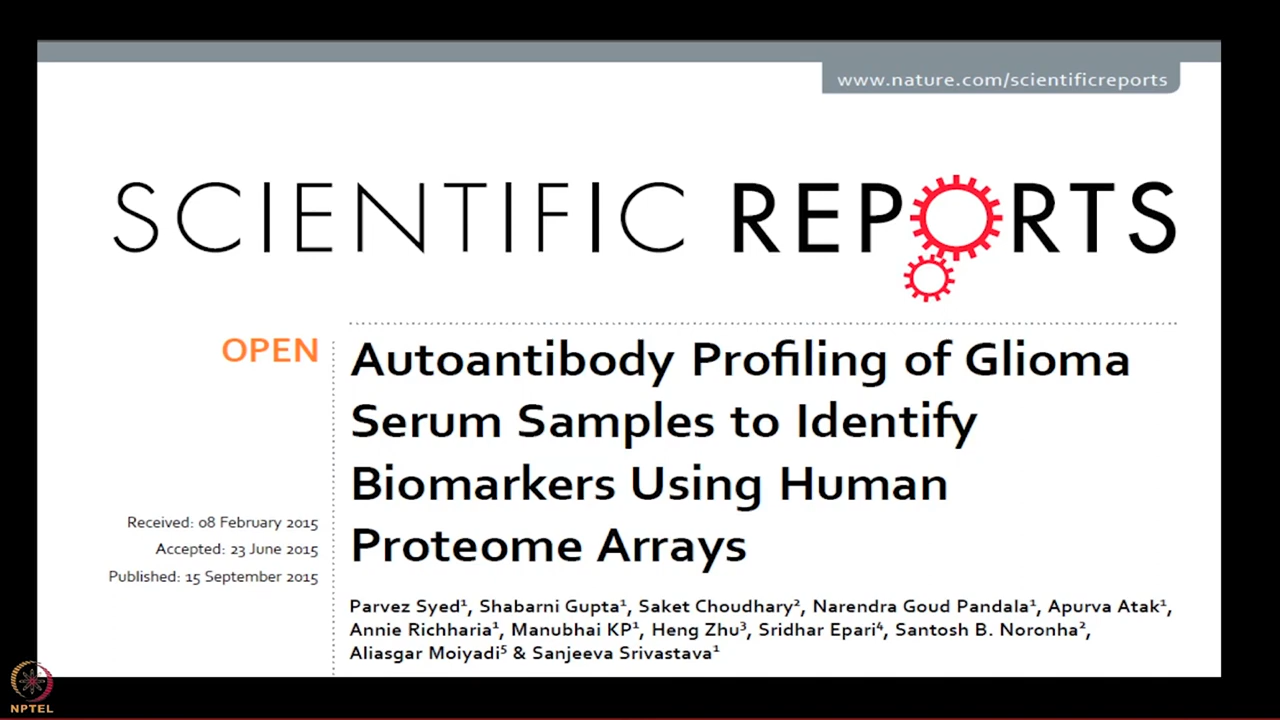 www.nature.com/scientificreports
SCIENTIFIC REPORTS
OPEN
Autoantibody Profiling of Glioma
Serum Samples to Identify
Biomarkers Using Human
Proteome Arrays
Received: 08 February 2015
Accepted: 23 June 2015
Published: 15 September 2015
Parvez Syed¹, Shabarni Gupta¹, Saket Choudhary², Narendra Goud Pandala¹, Apurva Atak¹,
Annie Richharia¹, Manubhai KP¹, Heng Zhu³, Sridhar Epari⁴, Santosh B. Noronha²,
Aliasgar Moiyadi⁵ & Sanjeeva Srivastava¹
NPTEL